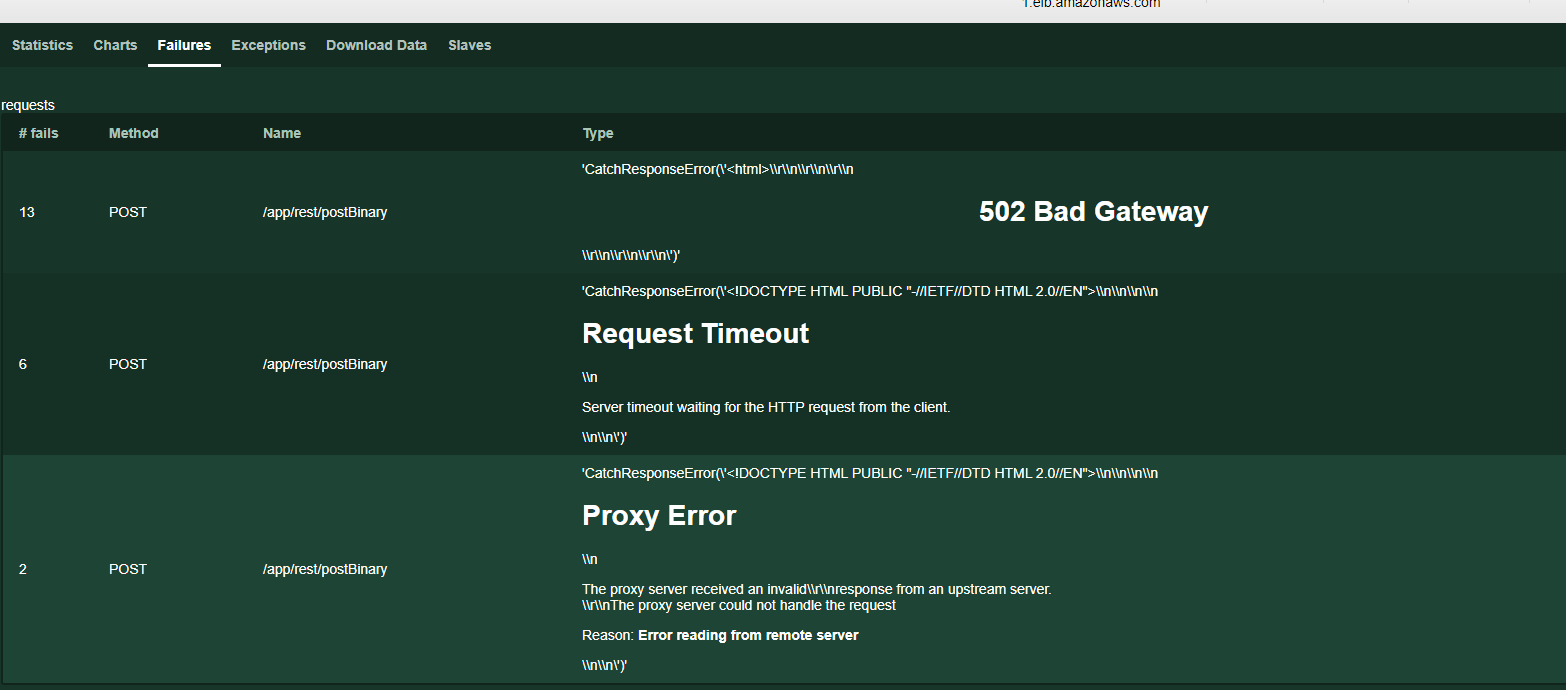 1.elb.amazonaws.com
Statistics Charts Failures Exceptions Download Data Slaves
requests
# fails Method Name Type
'CatchResponseError(\'<html>\\r\\n\\r\\n\\r\\n
13 POST /app/rest/postBinary 502 Bad Gateway
\\r\\n\\r\\n\\r\\n\')'
'CatchResponseError(\'<!DOCTYPE HTML PUBLIC "-//IETF//DTD HTML 2.0//EN">\\n\\n\\n\\n
Request Timeout
6 POST /app/rest/postBinary
\\n
Server timeout waiting for the HTTP request from the client.
\\n\\n\')'
'CatchResponseError(\'<!DOCTYPE HTML PUBLIC "-//IETF//DTD HTML 2.0//EN">\\n\\n\\n\\n
Proxy Error
\\n
2 POST /app/rest/postBinary
The proxy server received an invalid\\r\\nresponse from an upstream server.
\\r\\nThe proxy server could not handle the request
Reason: Error reading from remote server
\\n\\n\')'